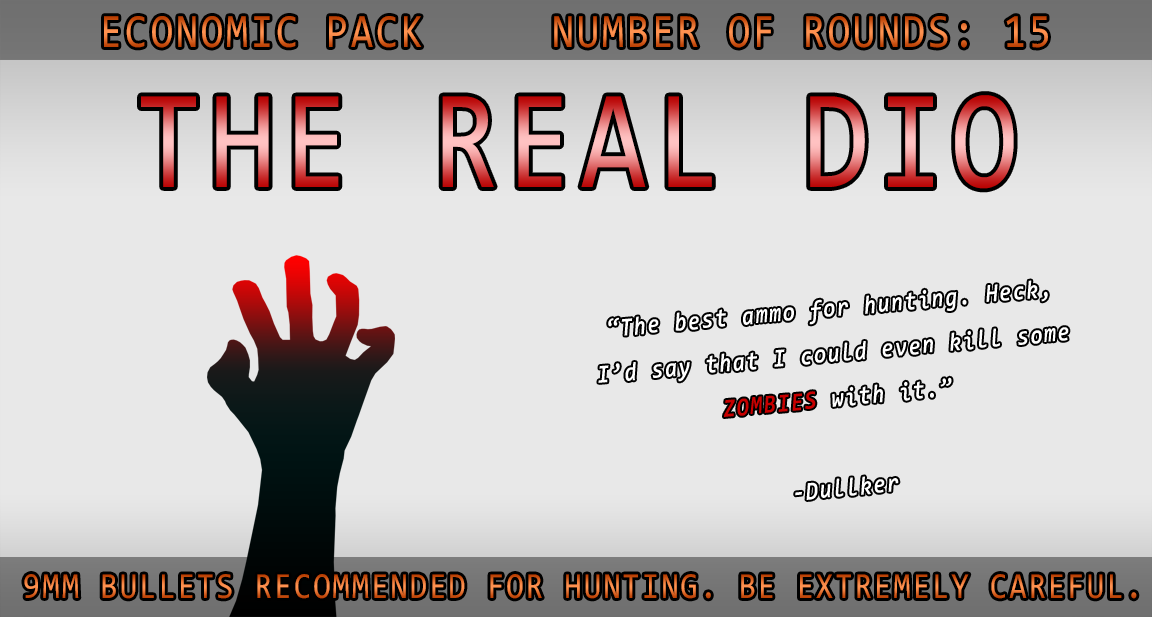 ECONOMIC PACK NUMBER OF ROUNDS: 15
THE REAL DIO
“The best ammo for hunting. Heck,
I’d say that I could even kill some
ZOMBIES with it.”
-Dullker
9MM BULLETS RECOMMENDED FOR HUNTING. BE EXTREMELY CAREFUL.